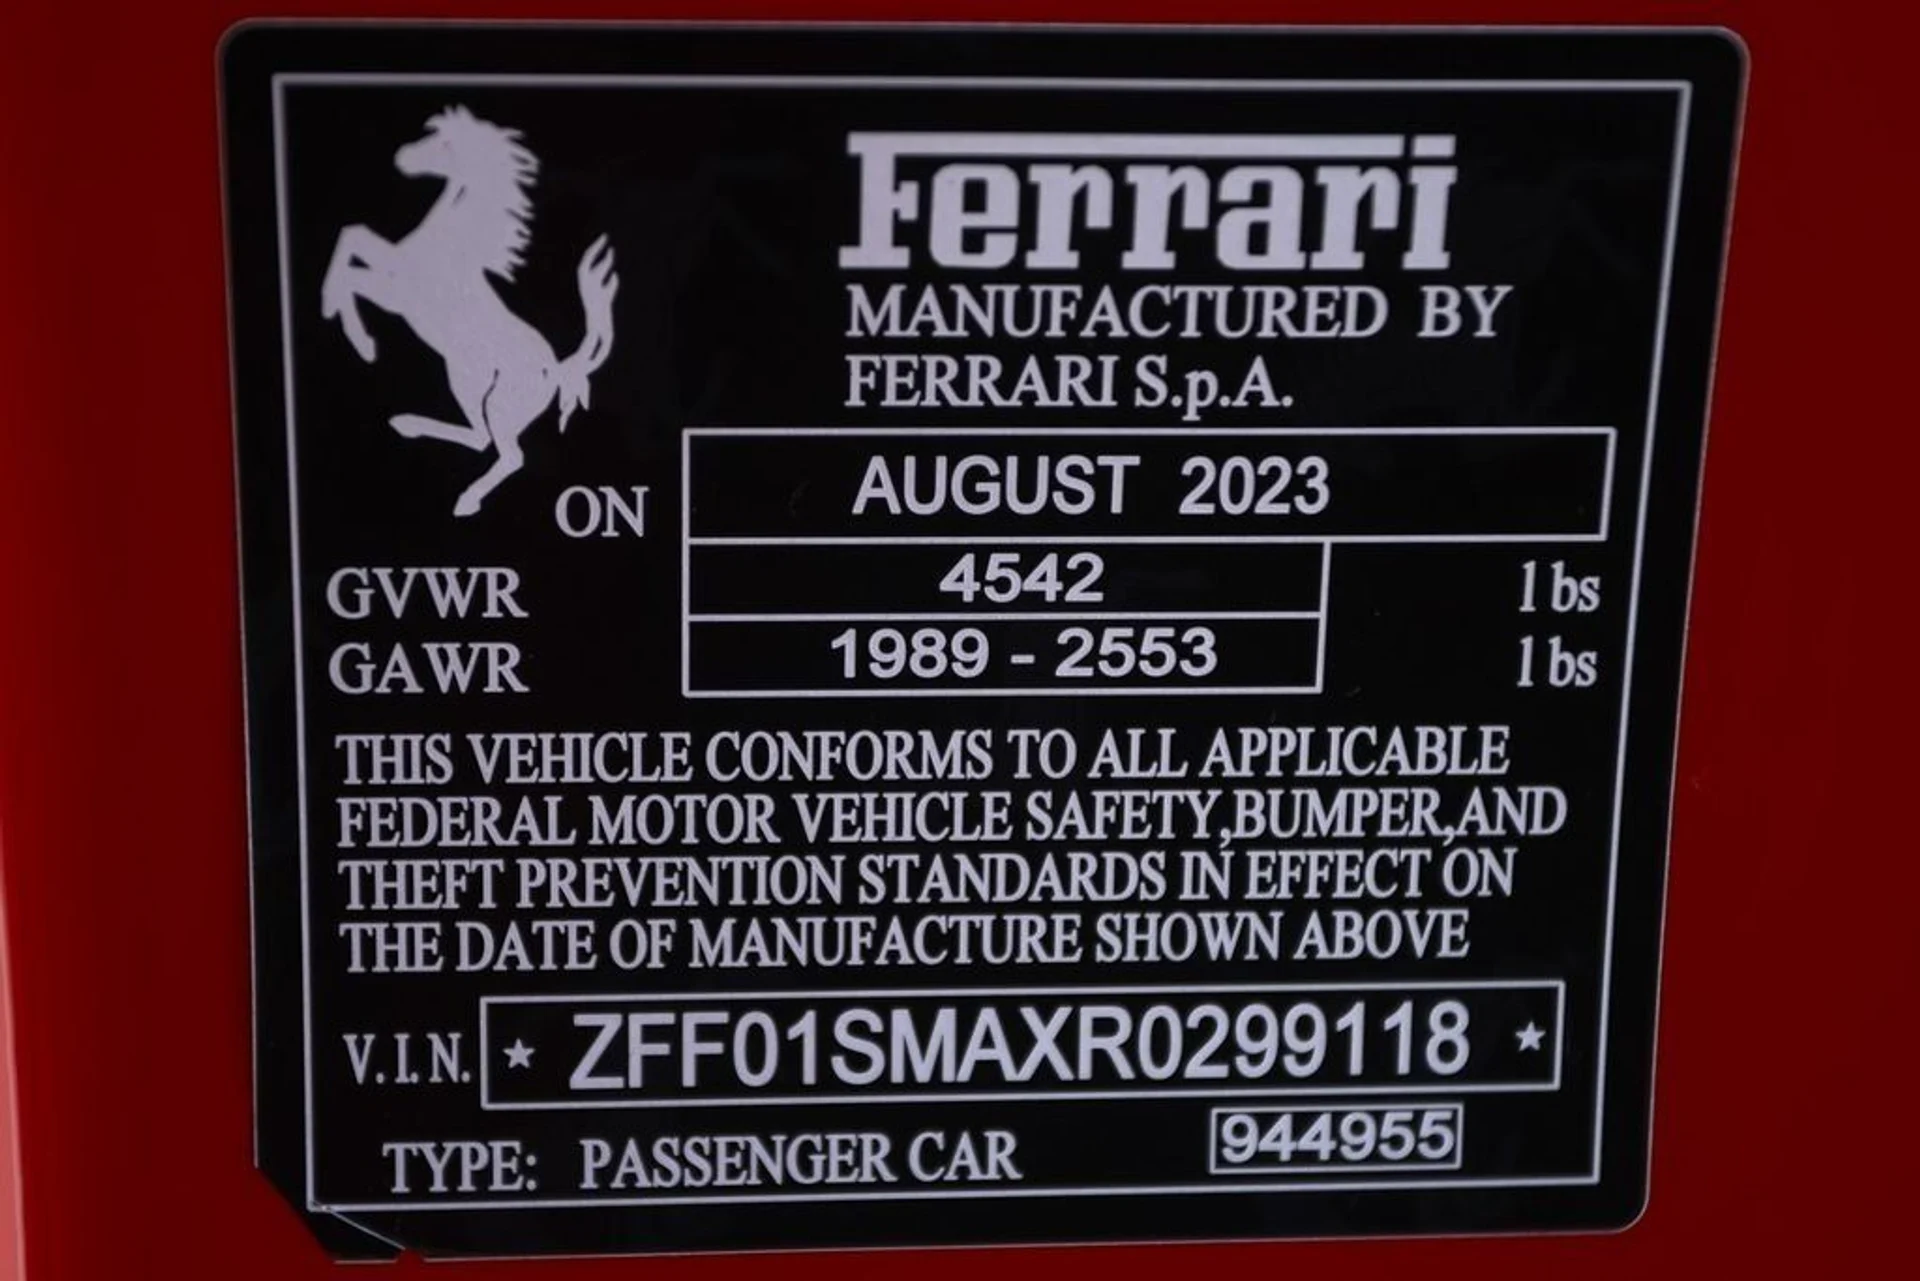 Ferrari
MANUFACTURED BY
FERRARI S.p.A.
ON AUGUST 2023
GVWR 4542 lbs
GAWR 1989 - 2553 lbs
THIS VEHICLE CONFORMS TO ALL APPLICABLE
FEDERAL MOTOR VEHICLE SAFETY,BUMPER,AND
THEFT PREVENTION STANDARDS IN EFFECT ON
THE DATE OF MANUFACTURE SHOWN ABOVE
V.I.N. ★ ZFF01SMAXR0299118 ★
TYPE: PASSENGER CAR 944955